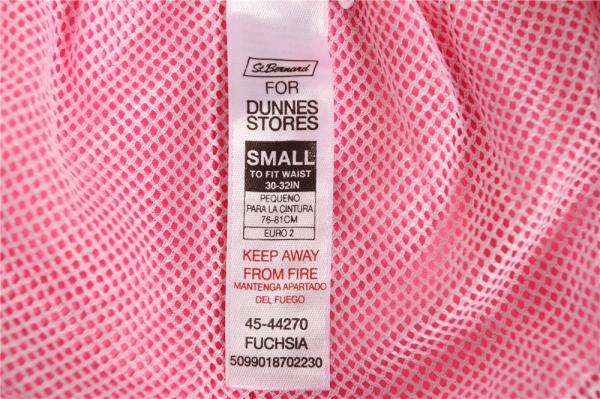 St.Bernard
FOR
DUNNES
STORES
SMALL
TO FIT WAIST
30-32IN
PEQUENO
PARA LA CINTURA
76-81CM
EURO 2
KEEP AWAY
FROM FIRE
MANTENGA APARTADO
DEL FUEGO
45-44270
FUCHSIA
5099018702230